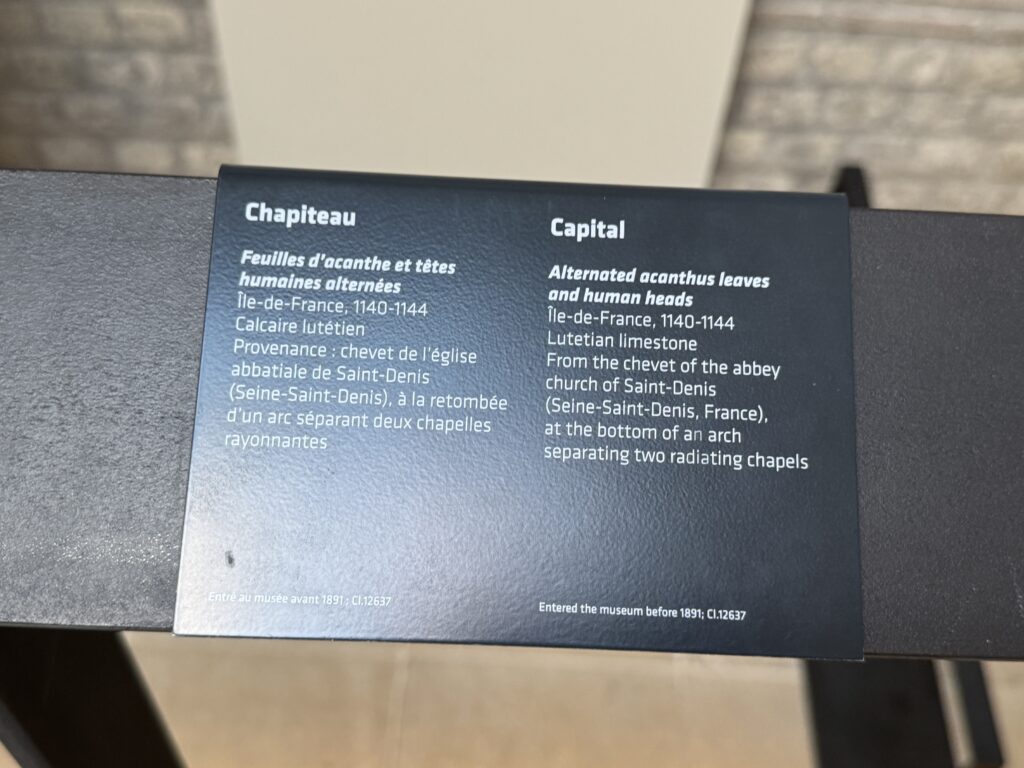 Chapiteau
Feuilles d'acanthe et têtes
humaines alternées
Île-de-France, 1140-1144
Calcaire lutétien
Provenance : chevet de l'église
abbatiale de Saint-Denis
(Seine-Saint-Denis), à la retombée
d'un arc séparant deux chapelles
rayonnantes
Entré au musée avant 1891 ; Cl.12637
Capital
Alternated acanthus leaves
and human heads
Île-de-France, 1140-1144
Lutetian limestone
From the chevet of the abbey
church of Saint-Denis
(Seine-Saint-Denis, France),
at the bottom of an arch
separating two radiating chapels
Entered the museum before 1891; Cl.12637